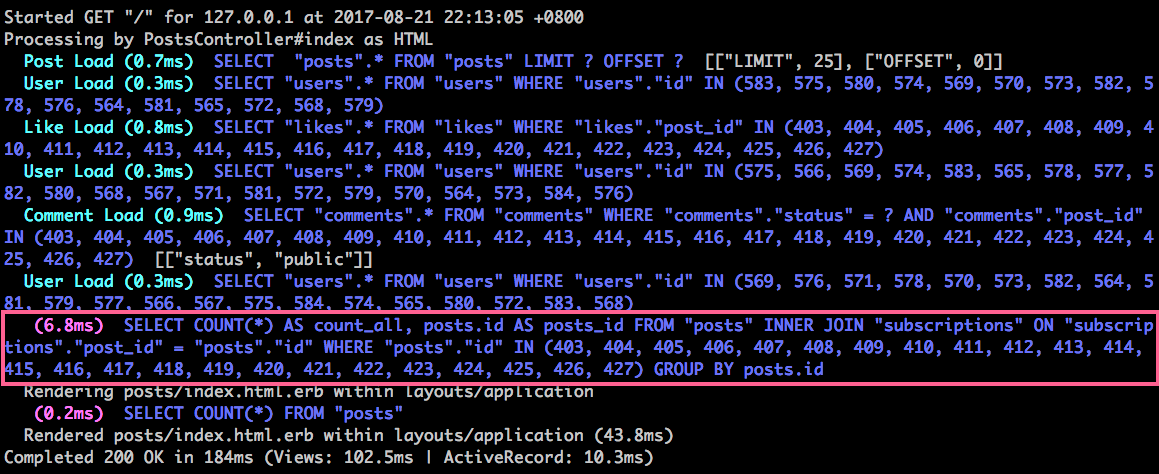 Started GET "/" for 127.0.0.1 at 2017-08-21 22:13:05 +0800
Processing by PostsController#index as HTML
Post Load (0.7ms)  SELECT  "posts".* FROM "posts" LIMIT ? OFFSET ?  [["LIMIT", 25], ["OFFSET", 0]]
User Load (0.3ms)  SELECT "users".* FROM "users" WHERE "users"."id" IN (583, 575, 580, 574, 569, 570, 573, 582, 5
78, 576, 564, 581, 565, 572, 568, 579)
Like Load (0.8ms)  SELECT "likes".* FROM "likes" WHERE "likes"."post_id" IN (403, 404, 405, 406, 407, 408, 409, 4
10, 411, 412, 413, 414, 415, 416, 417, 418, 419, 420, 421, 422, 423, 424, 425, 426, 427)
User Load (0.3ms)  SELECT "users".* FROM "users" WHERE "users"."id" IN (575, 566, 569, 574, 583, 565, 578, 577, 5
82, 580, 568, 567, 571, 581, 572, 579, 570, 564, 573, 584, 576)
Comment Load (0.9ms)  SELECT "comments".* FROM "comments" WHERE "comments"."status" = ? AND "comments"."post_id"
IN (403, 404, 405, 406, 407, 408, 409, 410, 411, 412, 413, 414, 415, 416, 417, 418, 419, 420, 421, 422, 423, 424, 4
25, 426, 427)  [["status", "public"]]
User Load (0.3ms)  SELECT "users".* FROM "users" WHERE "users"."id" IN (569, 576, 571, 578, 570, 573, 582, 564, 5
81, 579, 577, 566, 567, 575, 584, 574, 565, 580, 572, 583, 568)
(6.8ms)  SELECT COUNT(*) AS count_all, posts.id AS posts_id FROM "posts" INNER JOIN "subscriptions" ON "subscrip
tions"."post_id" = "posts"."id" WHERE "posts"."id" IN (403, 404, 405, 406, 407, 408, 409, 410, 411, 412, 413, 414,
415, 416, 417, 418, 419, 420, 421, 422, 423, 424, 425, 426, 427) GROUP BY posts.id
Rendering posts/index.html.erb within layouts/application
(0.2ms)  SELECT COUNT(*) FROM "posts"
Rendered posts/index.html.erb within layouts/application (43.8ms)
Completed 200 OK in 184ms (Views: 102.5ms | ActiveRecord: 10.3ms)